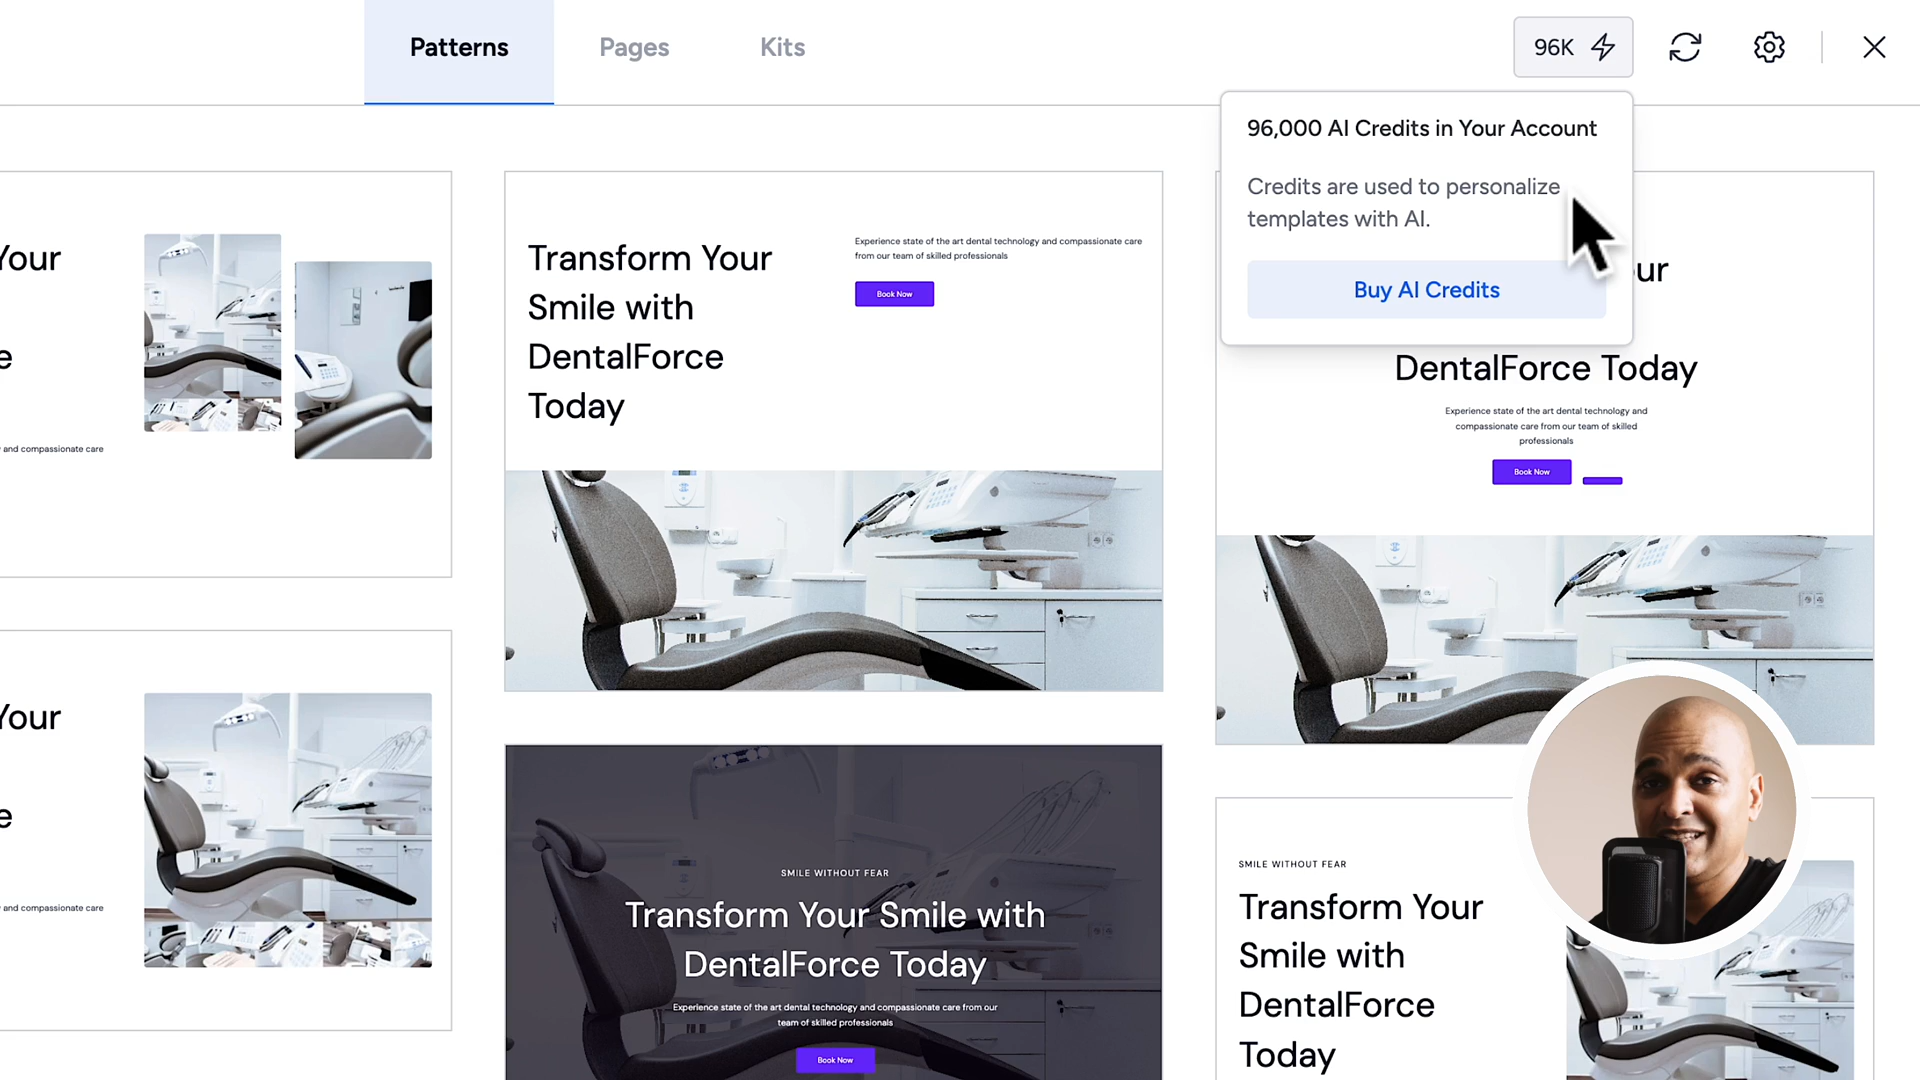 Patterns
Pages
Kits
96K
96,000 AI Credits in Your Account
Credits are used to personalize
templates with AI.
Buy AI Credits
Your
e
and compassionate care
Transform Your
Smile with
DentalForce
Today
Experience state of the art dental technology and compassionate care
from our team of skilled professionals
Book Now
ur
DentalForce Today
Experience state of the art dental technology and
compassionate care from our team of skilled
professionals
Book Now
Your
e
and compassionate care
SMILE WITHOUT FEAR
Transform Your Smile with
DentalForce Today
Experience state of the art dental technology and compassionate care from our
team of skilled professionals
Book Now
SMILE WITHOUT FEAR
Transform Your
Smile with
DentalForce
Today